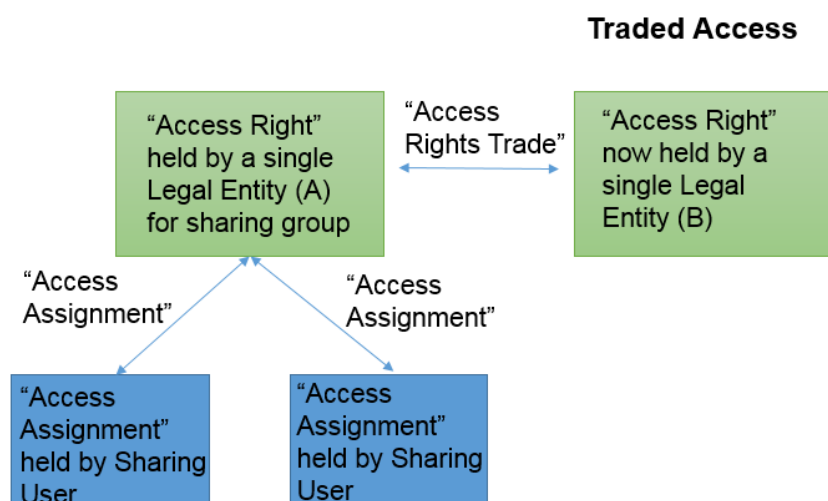 Traded Access
“Access Right”
held by a single
Legal Entity (A)
for sharing group
“Access
Rights Trade”
“Access Right”
now held by a
single Legal
Entity (B)
“Access
Assignment”
“Access
Assignment”
“Access
Assignment”
held by Sharing
User
“Access
Assignment”
held by Sharing
User